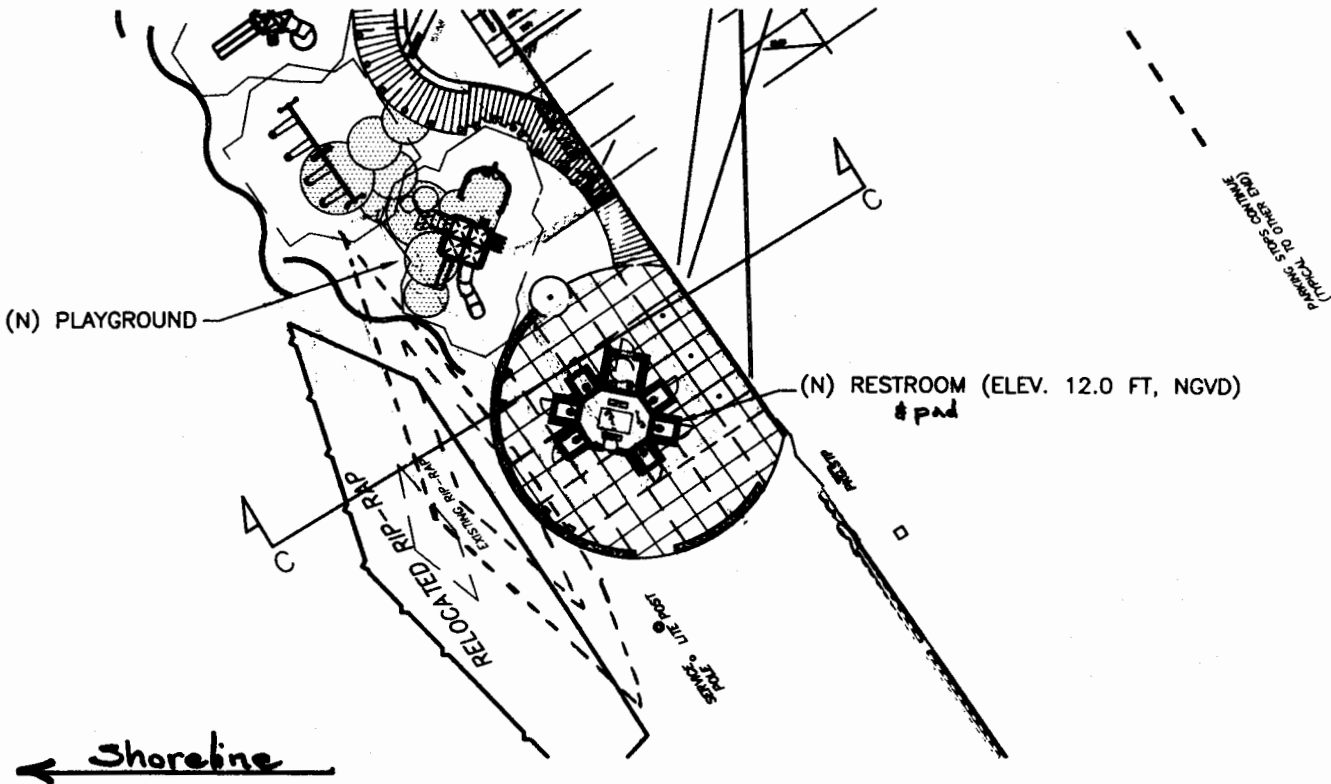 C
PARKING STOPS CONTINUE
(TYPICAL TO OTHER END)
(N) PLAYGROUND
(N) RESTROOM (ELEV. 12.0 FT, NGVD)
& pad
RELOCATED RIP-RAP
EXISTING RIP-RAP
C
LITE POST
SERVICE
POLE
Shoreline